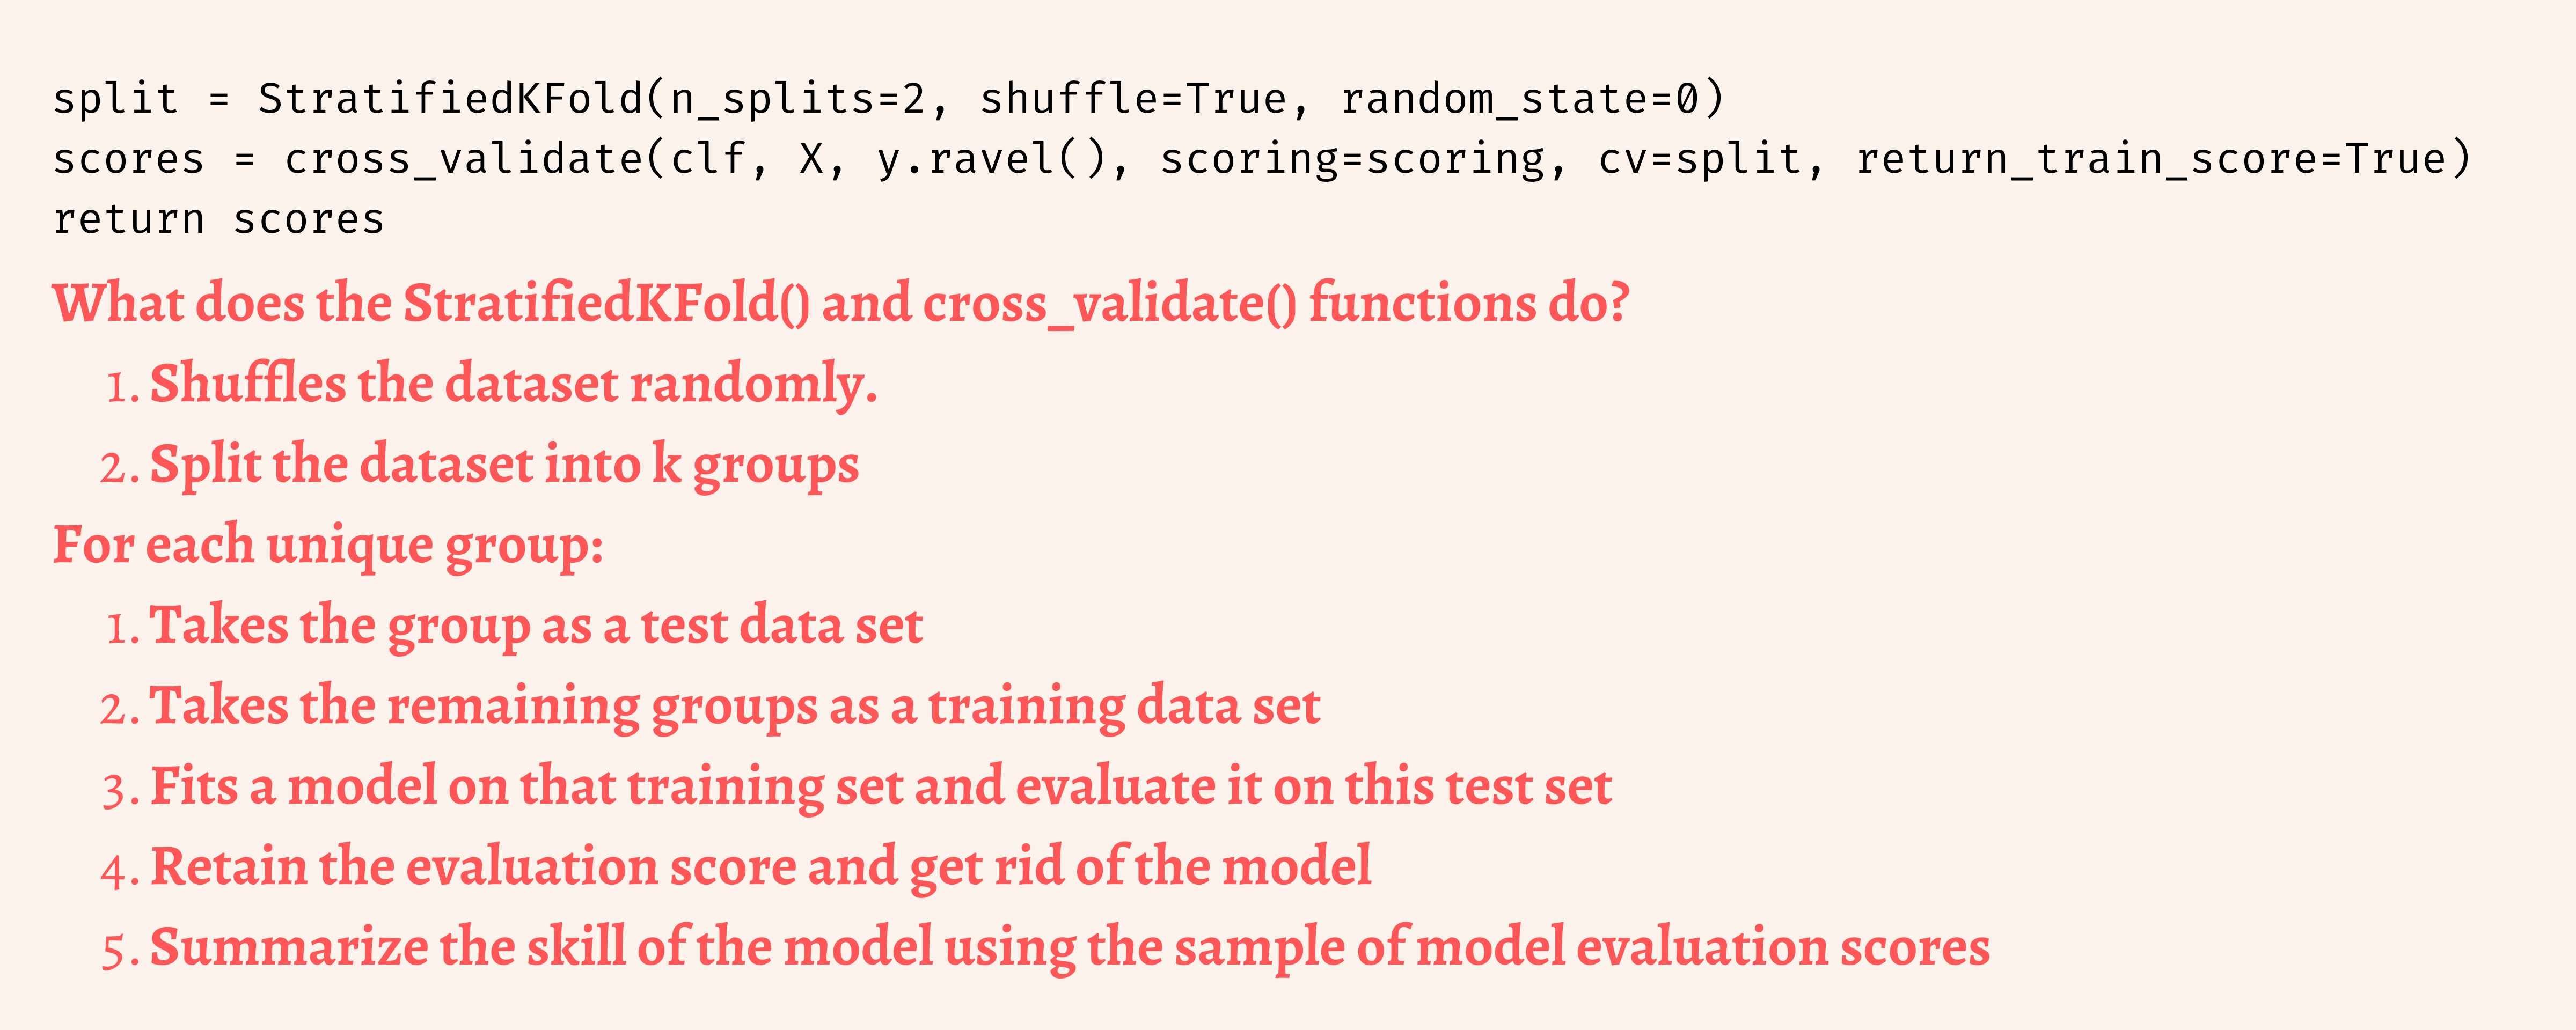 split = StratifiedKFold(n_splits=2, shuffle=True, random_state=0)
scores = cross_validate(clf, X, y.ravel(), scoring=scoring, cv=split, return_train_score=True)
return scores
What does the StratifiedKFold() and cross_validate() functions do?
1. Shuffles the dataset randomly.
2. Split the dataset into k groups
For each unique group:
1. Takes the group as a test data set
2. Takes the remaining groups as a training data set
3. Fits a model on that training set and evaluate it on this test set
4. Retain the evaluation score and get rid of the model
5. Summarize the skill of the model using the sample of model evaluation scores